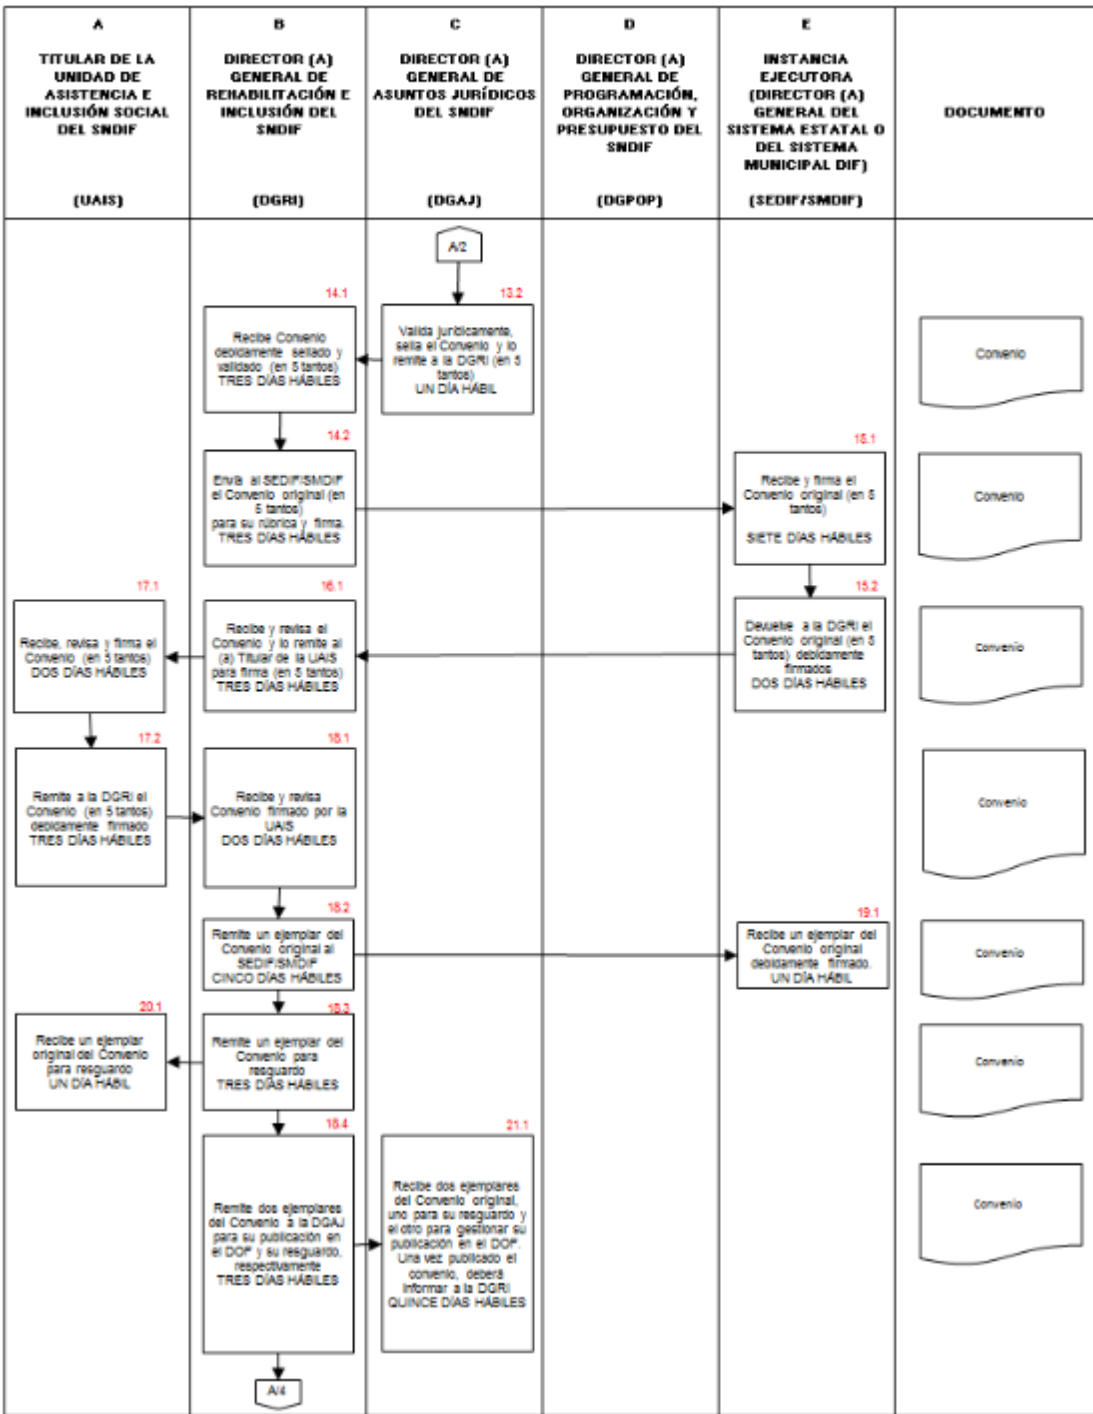 A
TITULAR DE LA
UNIDAD DE
ASISTENCIA E
INCLUSIÓN SOCIAL
DEL SNDIF
(UAIS)
B
DIRECTOR (A)
GENERAL DE
REHABILITACIÓN E
INCLUSIÓN DEL
SNDIF
(DGRI)
C
DIRECTOR (A)
GENERAL DE
ASUNTOS JURÍDICOS
DEL SNDIF
(DGAJ)
D
DIRECTOR (A)
GENERAL DE
PROGRAMACIÓN,
ORGANIZACIÓN Y
PRESUPUESTO DEL
SNDIF
(DGPOP)
E
INSTANCIA
EJECUTORA
(DIRECTOR (A)
GENERAL DEL
SISTEMA ESTATAL O
DEL SISTEMA
MUNICIPAL DIF)
(SEDIF/SMDIF)
DOCUMENTO
A/2
13.2
Valida jurídicamente,
sella el Convenio y lo
remite a la DGRI (en 5
tantos)
UN DÍA HÁBIL
14.1
Recibe Convenio
debidamente sellado y
validado (en 5 tantos)
TRES DÍAS HÁBILES
Convenio
14.2
Envía al SEDIF/SMDIF
el Convenio original (en
5 tantos)
para su rúbrica y firma.
TRES DÍAS HÁBILES
15.1
Recibe y firma el
Convenio original (en 5
tantos)
SIETE DÍAS HÁBILES
Convenio
15.2
Devuelve a la DGRI el
Convenio original (en 5
tantos) debidamente
firmados
DOS DÍAS HÁBILES
16.1
Recibe y revisa el
Convenio y lo remite al
(a) Titular de la UAIS
para firma (en 5 tantos)
TRES DÍAS HÁBILES
17.1
Recibe, revisa y firma el
Convenio (en 5 tantos)
DOS DÍAS HÁBILES
Convenio
17.2
Remite a la DGRI el
Convenio (en 5 tantos)
debidamente firmado
TRES DÍAS HÁBILES
18.1
Recibe y revisa
Convenio firmado por la
UAIS
DOS DÍAS HÁBILES
Convenio
18.2
Remite un ejemplar del
Convenio original al
SEDIF/SMDIF
CINCO DÍAS HÁBILES
19.1
Recibe un ejemplar del
Convenio original
debidamente firmado.
UN DÍA HÁBIL
Convenio
18.3
Remite un ejemplar del
Convenio para
resguardo
TRES DÍAS HÁBILES
20.1
Recibe un ejemplar
original del Convenio
para resguardo
UN DÍA HÁBIL
Convenio
18.4
Remite dos ejemplares
del Convenio a la DGAJ
para su publicación en
el DOF y su resguardo,
respectivamente
TRES DÍAS HÁBILES
21.1
Recibe dos ejemplares
del Convenio original,
uno para su resguardo y
el otro para gestionar su
publicación en el DOF.
Una vez publicado el
convenio, deberá
informar a la DGRI
QUINCE DÍAS HÁBILES
Convenio
A/4